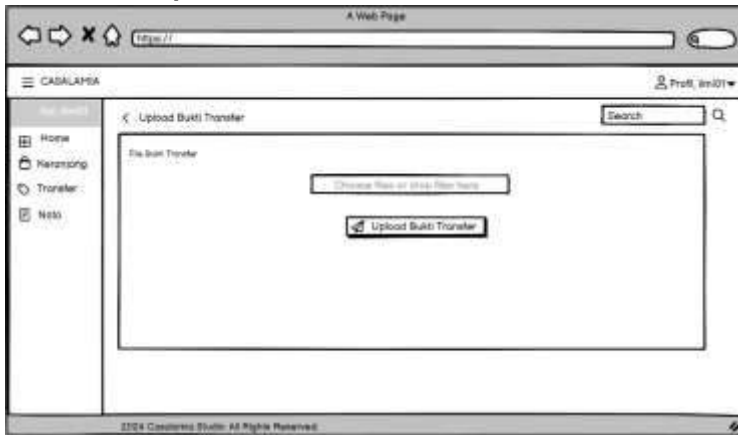 A Web Page
https://
CASALAMIA
Profil, ilmi01
Upload Bukti Transfer
Search
Home
Keranjang
Transfer
Nota
File Bukti Transfer
Choose files or drop files here
Upload Bukti Transfer
2024 Casalamia Studio. All Rights Reserved.